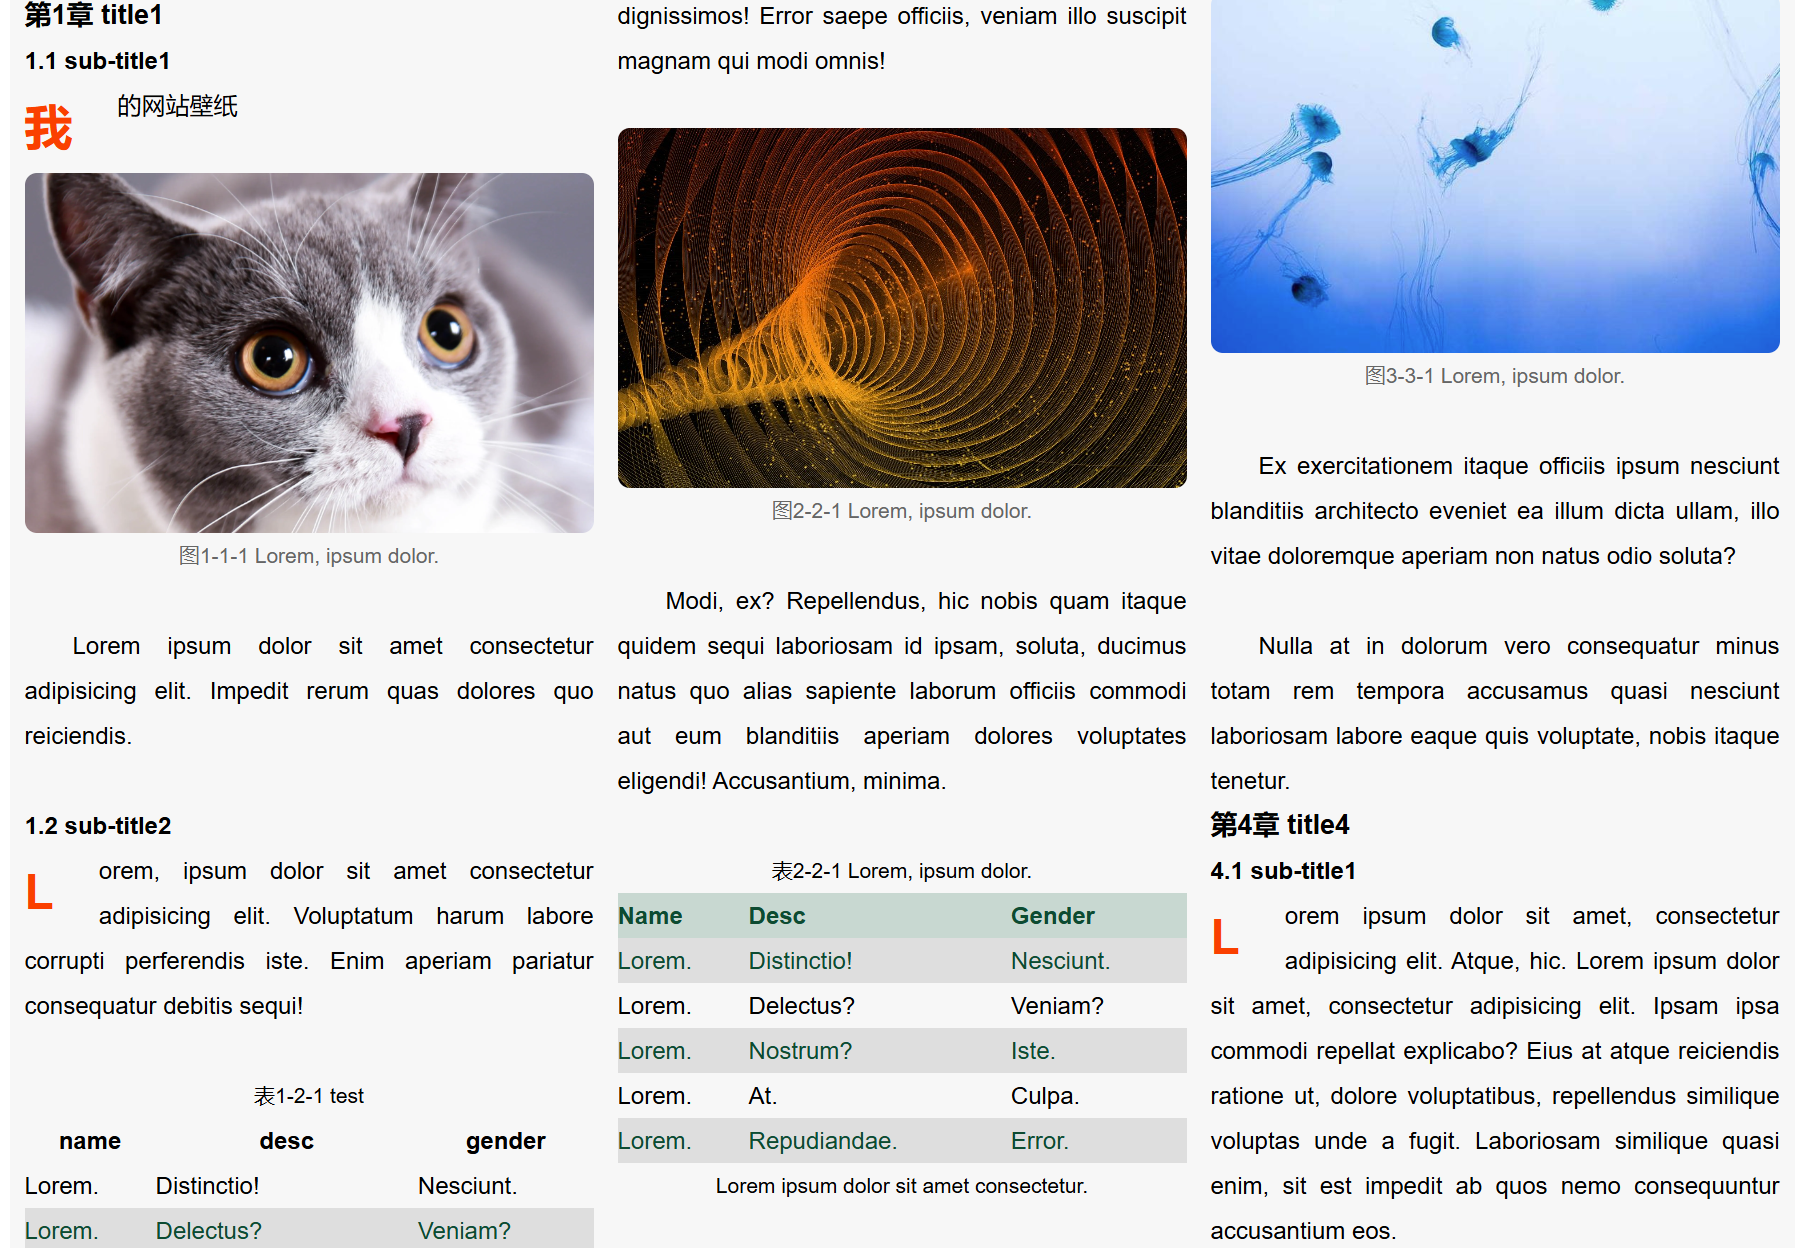 第1章 title1
1.1 sub-title1
我的网站壁纸
图1-1-1 Lorem, ipsum dolor.
Lorem ipsum dolor sit amet consectetur
adipisicing elit. Impedit rerum quas dolores quo
reiciendis.
1.2 sub-title2
Lorem, ipsum dolor sit amet consectetur
adipisicing elit. Voluptatum harum labore
corrupti perferendis iste. Enim aperiam pariatur
consequatur debitis sequi!
表1-2-1 test
name desc gender
Lorem. Distinctio! Nesciunt.
Lorem. Delectus? Veniam?
dignissimos! Error saepe officiis, veniam illo suscipit
magnam qui modi omnis!
图2-2-1 Lorem, ipsum dolor.
Modi, ex? Repellendus, hic nobis quam itaque
quidem sequi laboriosam id ipsam, soluta, ducimus
natus quo alias sapiente laborum officiis commodi
aut eum blanditiis aperiam dolores voluptates
eligendi! Accusantium, minima.
表2-2-1 Lorem, ipsum dolor.
Name Desc Gender
Lorem. Distinctio! Nesciunt.
Lorem. Delectus? Veniam?
Lorem. Nostrum? Iste.
Lorem. At. Culpa.
Lorem. Repudiandae. Error.
Lorem ipsum dolor sit amet consectetur.
图3-3-1 Lorem, ipsum dolor.
Ex exercitationem itaque officiis ipsum nesciunt
blanditiis architecto eveniet ea illum dicta ullam, illo
vitae doloremque aperiam non natus odio soluta?
Nulla at in dolorum vero consequatur minus
totam rem tempora accusamus quasi nesciunt
laboriosam labore eaque quis voluptate, nobis itaque
tenetur.
第4章 title4
4.1 sub-title1
Lorem ipsum dolor sit amet, consectetur
adipisicing elit. Atque, hic. Lorem ipsum dolor
sit amet, consectetur adipisicing elit. Ipsam ipsa
commodi repellat explicabo? Eius at atque reiciendis
ratione ut, dolore voluptatibus, repellendus similique
voluptas unde a fugit. Laboriosam similique quasi
enim, sit est impedit ab quos nemo consequuntur
accusantium eos.